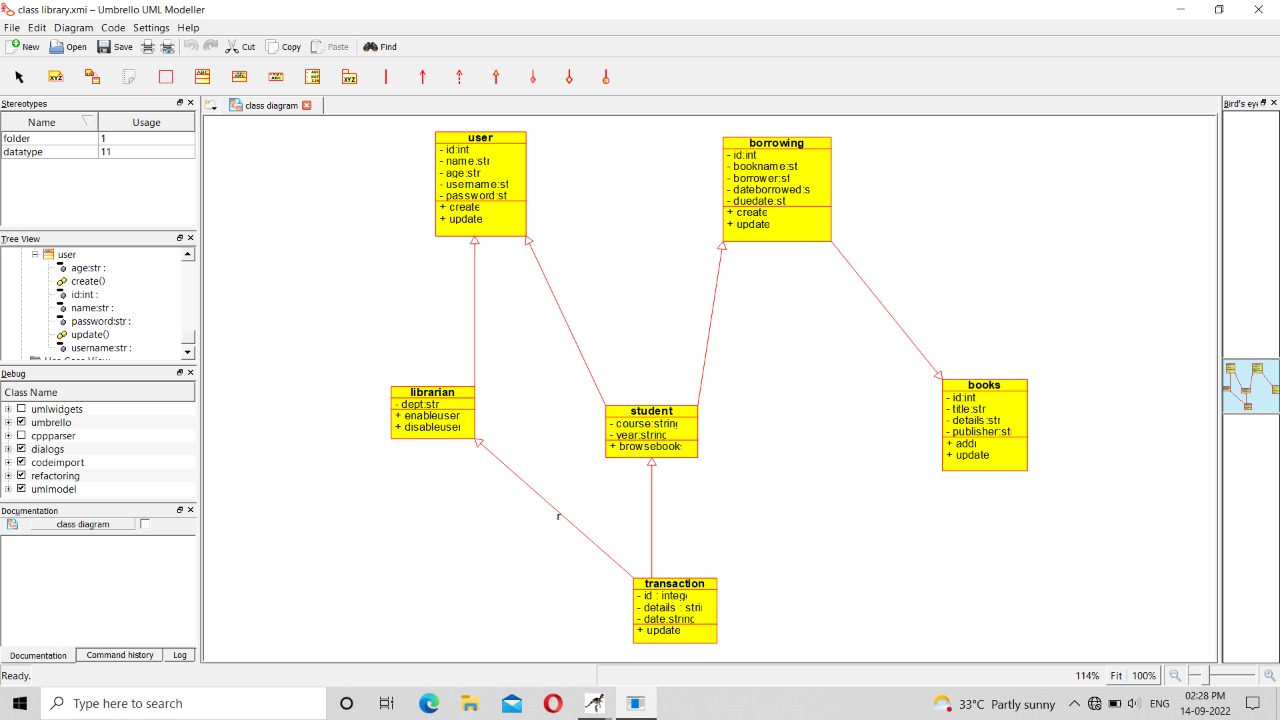 class library.xmi – Umbrello UML Modeller
File Edit Diagram Code Settings Help
New Open Save Cut Copy Paste Find
Stereotypes
Name Usage
folder 1
datatype 11
Tree View
user
age:str :
create()
id:int :
name:str :
password:str :
update()
username:str :
Debug
Class Name
umlwidgets
umbrello
cppparser
dialogs
codeimport
refactoring
umlmodel
Documentation
class diagram
Documentation Command history Log
class diagram
user
- id:int
- name:str
- age:str
- username:st
- password:st
+ create
+ update
borrowing
- id:int
- bookname:st
- borrower:st
- dateborrowed:s
- duedate:st
+ create
+ update
librarian
- dept:str
+ enableuser
+ disableuser
student
- course:string
- year:string
+ browsebook
books
- id:int
- title:str
- details:str
- publisher:st
+ add
+ update
r
transaction
- id : integ
- details : stri
- date:string
+ update
Bird's ey
Ready.
114% Fit 100%
Type here to search
33°C Partly sunny
ENG
02:28 PM
14-09-2022